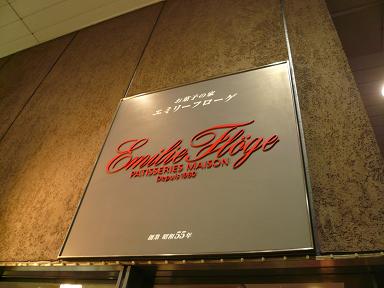 お菓子の家
エミリーフローゲ
Emilie Flöge
PATISSERIES MAISON
Depuis 1980
創業 昭和55年